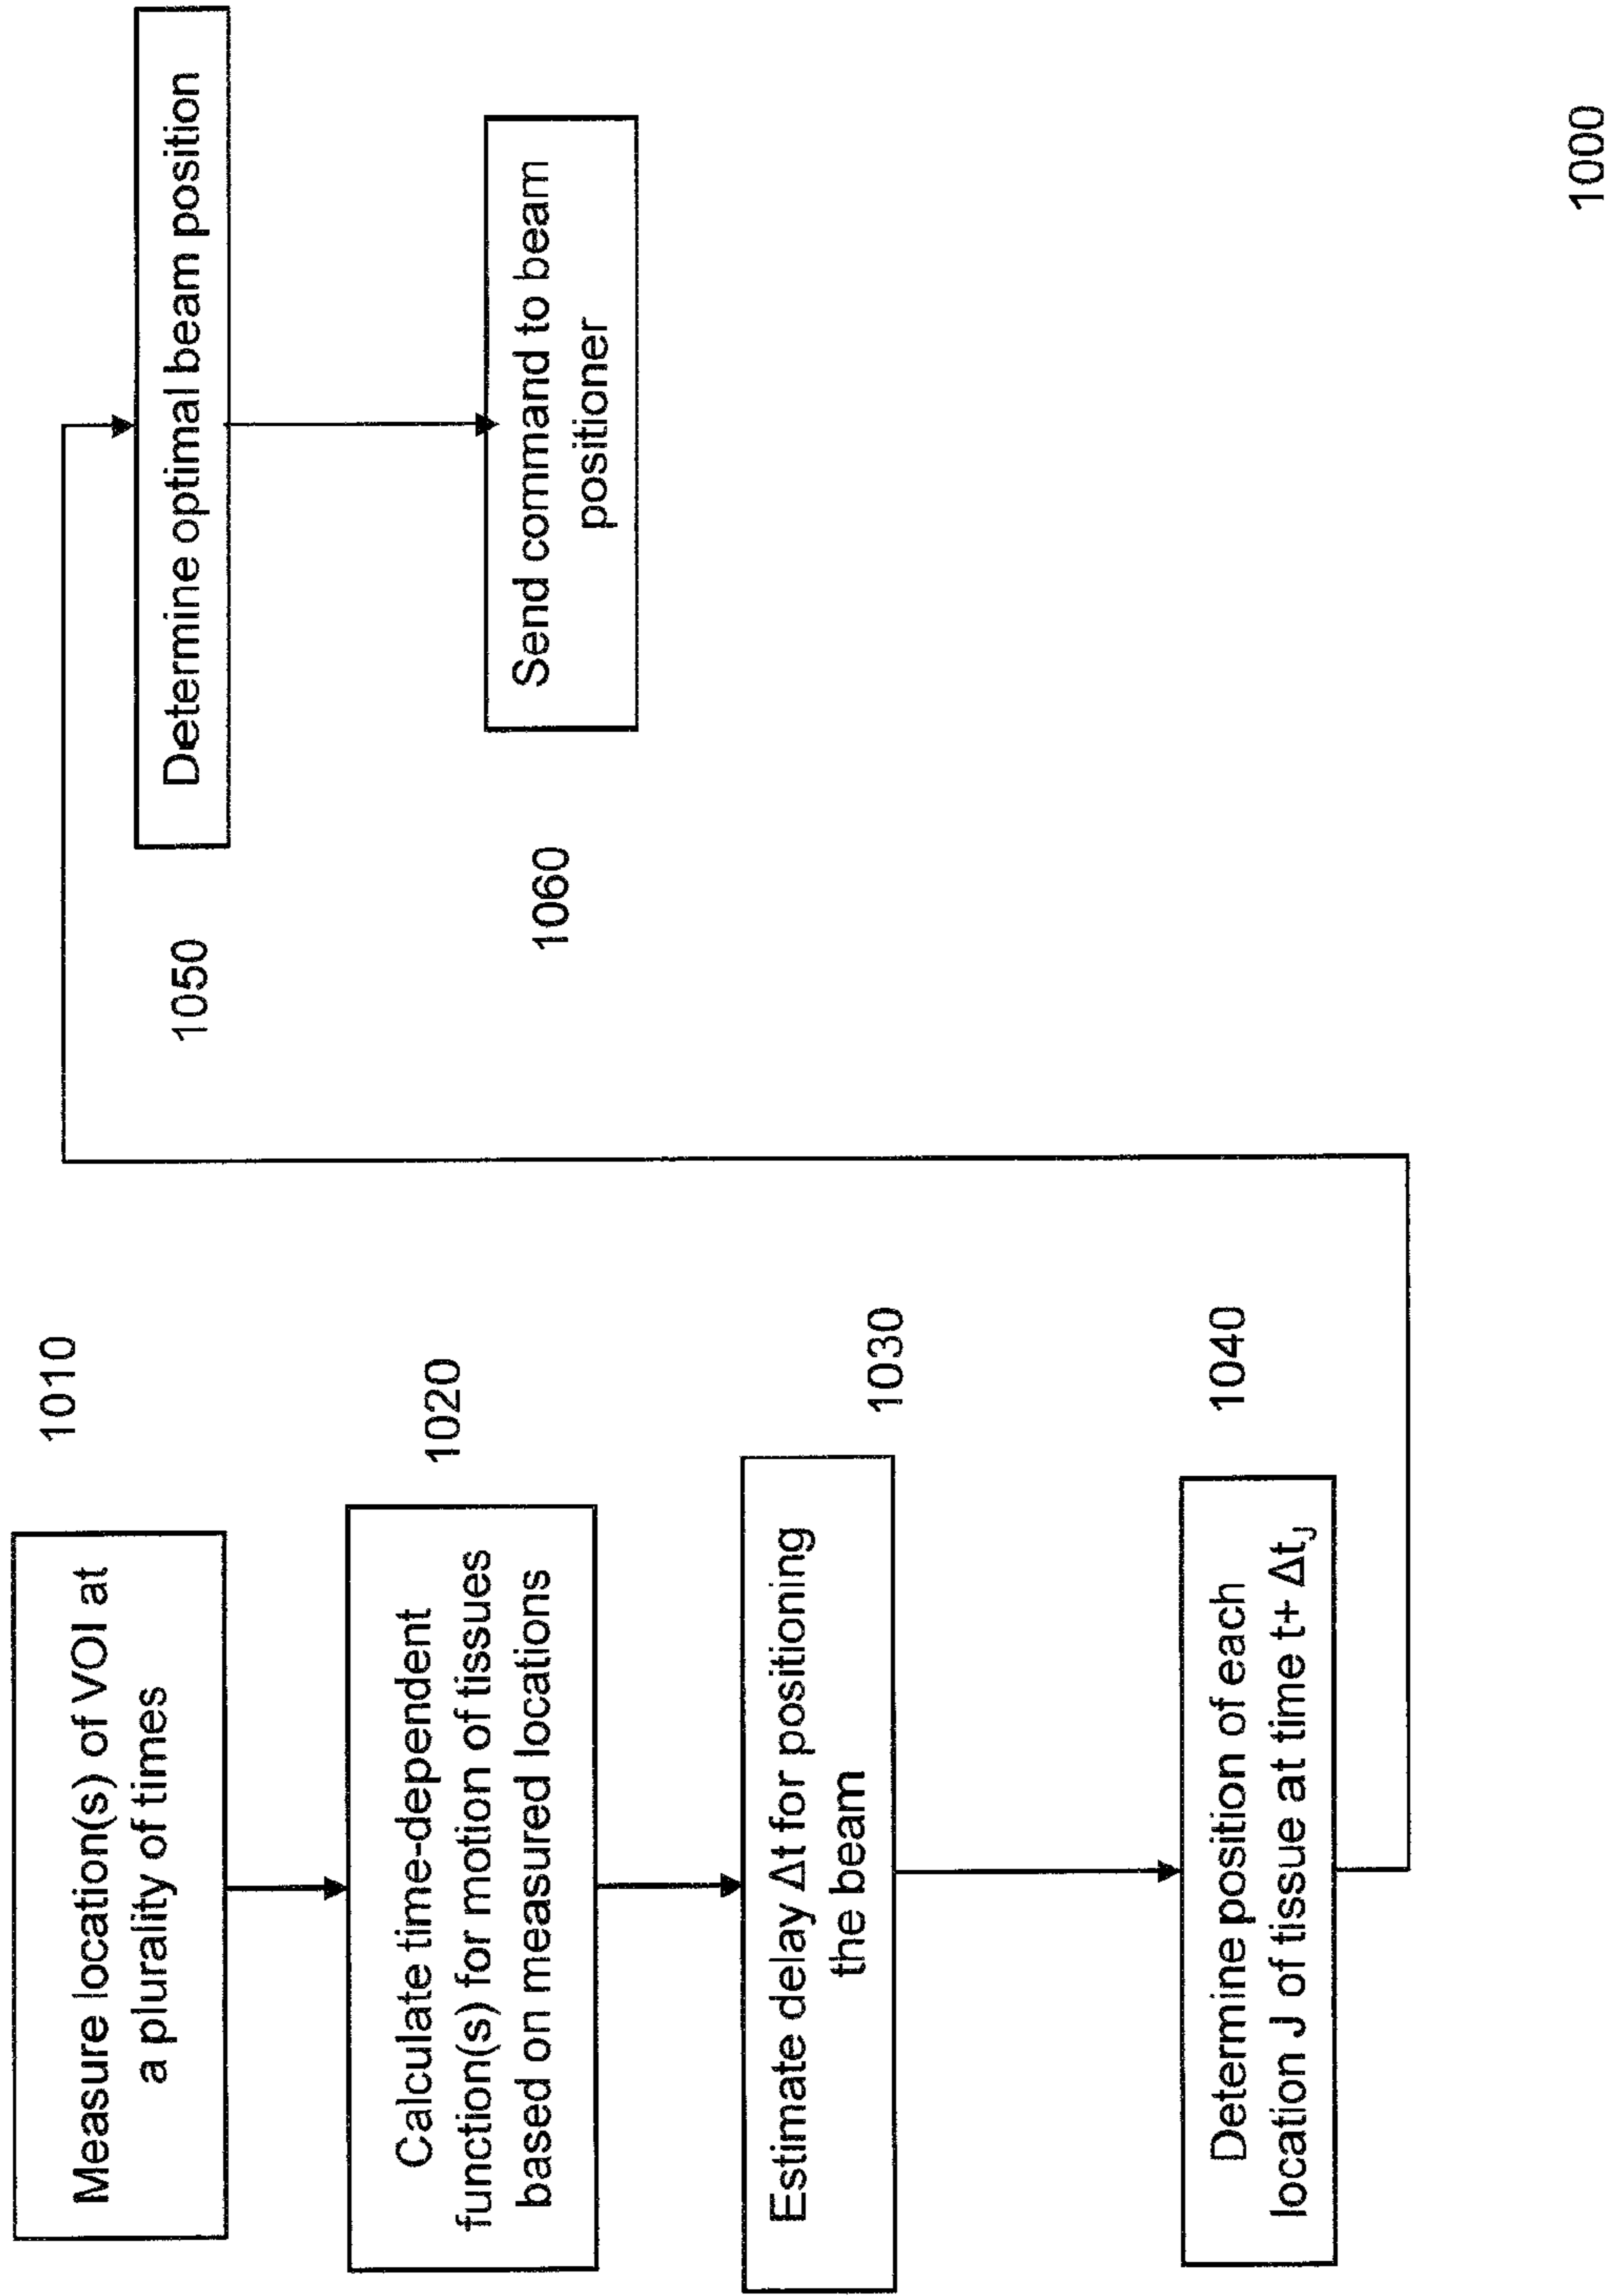 1010
Measure location(s) of VOI at
a plurality of times
1020
Calculate time-dependent
function(s) for motion of tissues
based on measured locations
1030
Estimate delay Δt for positioning
the beam
1040
Determine position of each
location J of tissue at time t+ ΔtJ
1050
Determine optimal beam position
1060
Send command to beam
positioner
1000